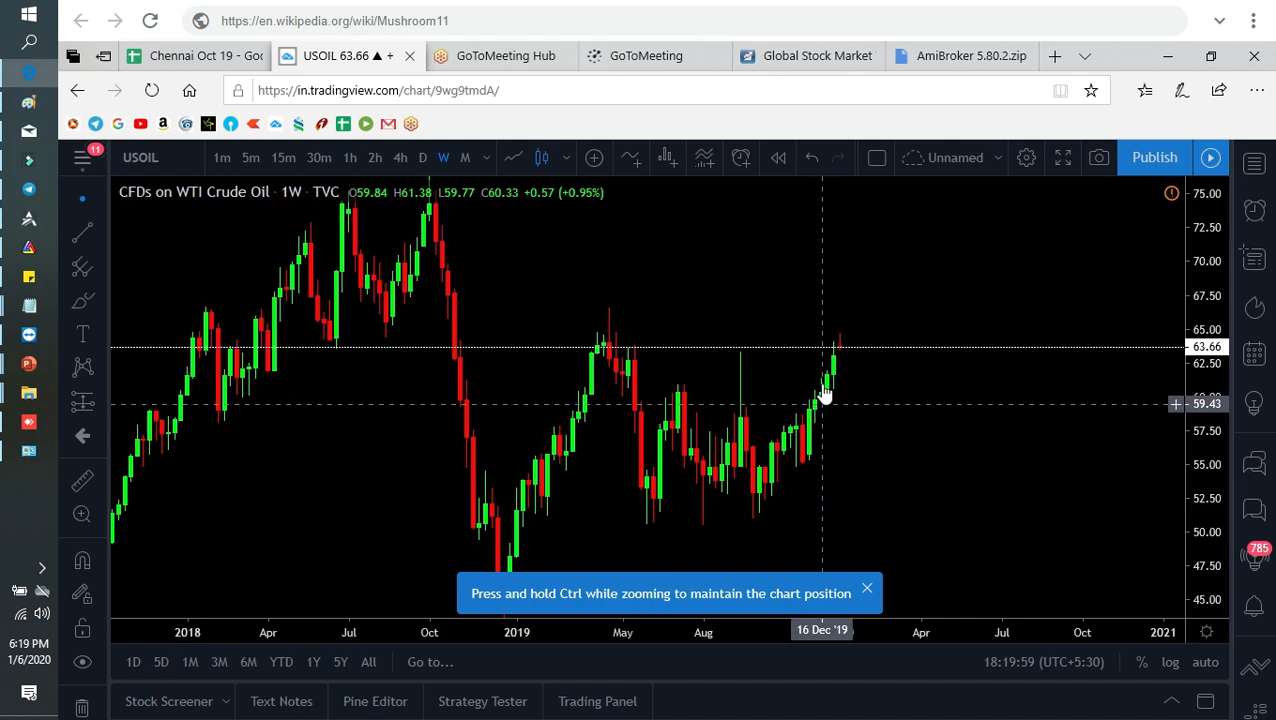 https://en.wikipedia.org/wiki/Mushroom11
Chennai Oct 19 - Goo
USOIL 63.66 ▲ +
GoToMeeting Hub
GoToMeeting
Global Stock Market
AmiBroker 5.80.2.zip
https://in.tradingview.com/chart/9wg9tmdA/
11
USOIL
1m 5m 15m 30m 1h 2h 4h D W M
Unnamed
Publish
CFDs on WTI Crude Oil · 1W · TVC O59.84 H61.38 L59.77 C60.33 +0.57 (+0.95%)
75.00
72.50
70.00
67.50
65.00
63.66
62.50
59.43
57.50
55.00
52.50
50.00
47.50
45.00
785
Press and hold Ctrl while zooming to maintain the chart position
2018 Apr Jul Oct 2019 May Aug 16 Dec '19 Apr Jul Oct 2021
1D 5D 1M 3M 6M YTD 1Y 5Y All Go to... 18:19:59 (UTC+5:30) % log auto
Stock Screener Text Notes Pine Editor Strategy Tester Trading Panel
6:19 PM
1/6/2020